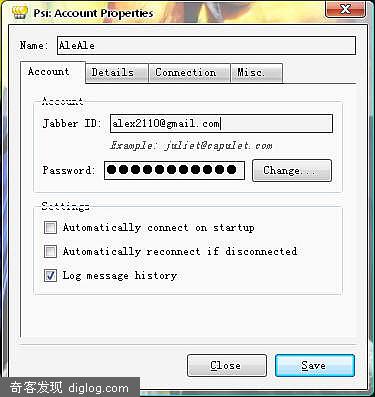 Psi: Account Properties
Name: AleAle
Account Details Connection Misc.
Account
Jabber ID: alex2110@gmail.com
Example: juliet@capulet.com
Password: ●●●●●●●●●●● Change...
Settings
Automatically connect on startup
Automatically reconnect if disconnected
Log message history
Close Save
奇客发现 diglog.com